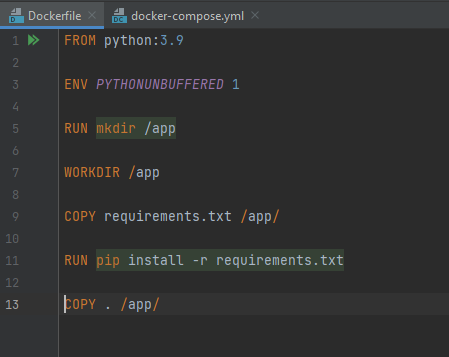 Dockerfile
docker-compose.yml
1 FROM python:3.9
2
3 ENV PYTHONUNBUFFERED 1
4
5 RUN mkdir /app
6
7 WORKDIR /app
8
9 COPY requirements.txt /app/
10
11 RUN pip install -r requirements.txt
12
13 COPY . /app/